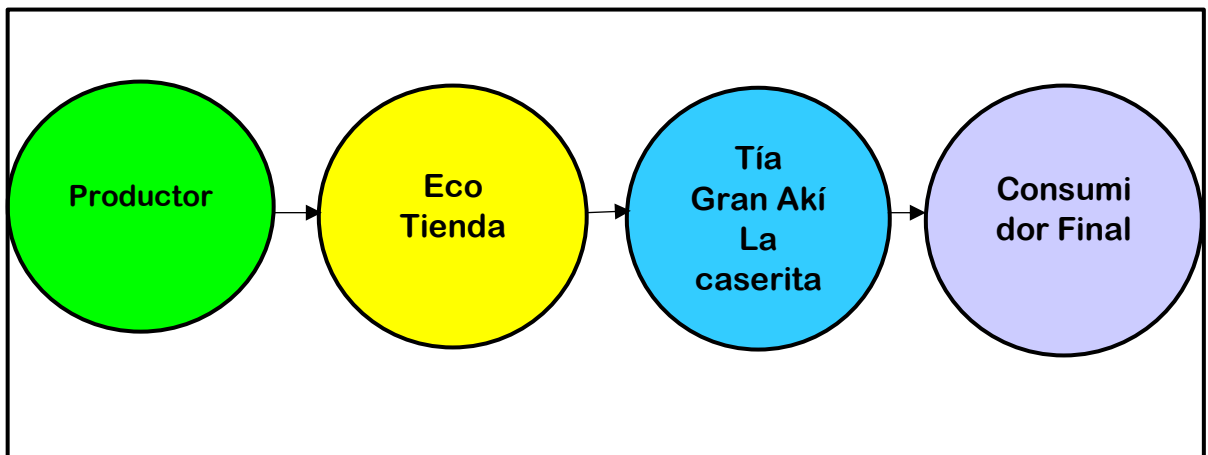 Productor
Eco
Tienda
Tía
Gran Akí
La
caserita
Consumi
dor Final